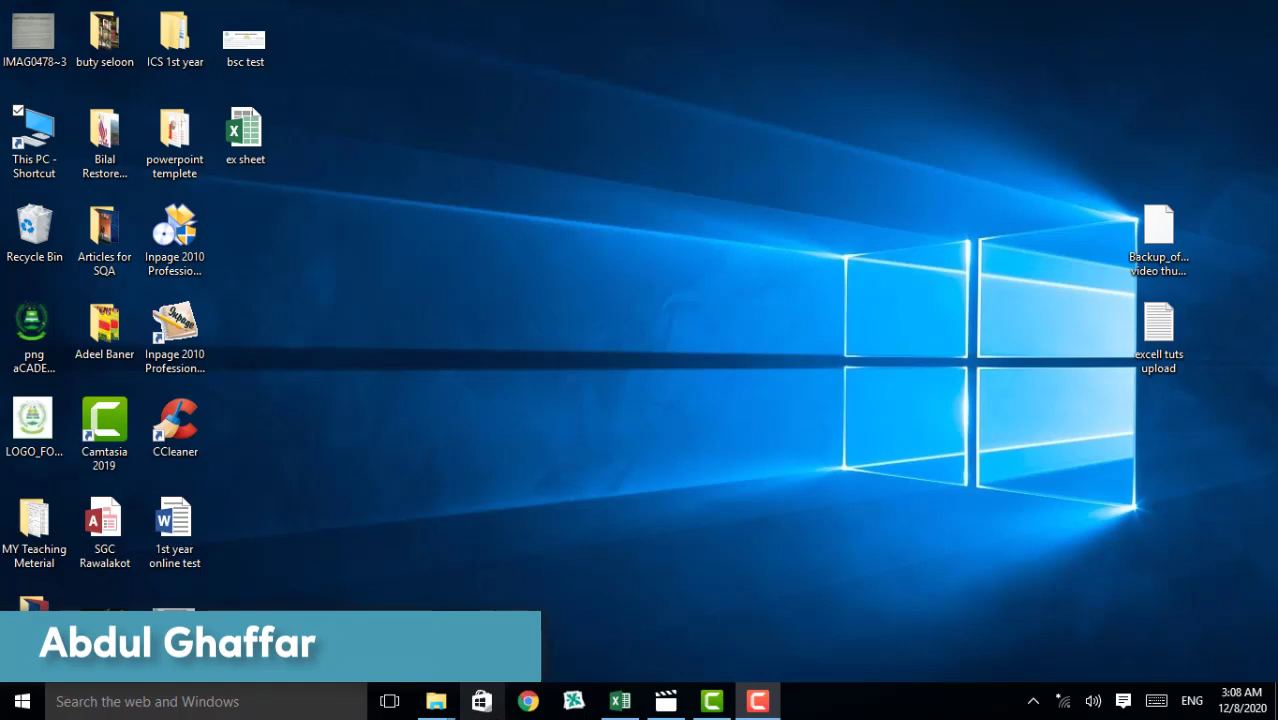 IMAG0478~3
buty seloon
ICS 1st year
bsc test
This PC -
Shortcut
Bilal
Restore...
powerpoint
templete
ex sheet
Recycle Bin
Articles for
SQA
Inpage 2010
Professio...
Backup_of...
video thu...
png
aCADE...
Adeel Baner
Inpage 2010
Profession...
excell tuts
upload
LOGO_FO...
Camtasia
2019
CCleaner
MY Teaching
Meterial
SGC
Rawalakot
1st year
online test
Abdul Ghaffar
Search the web and Windows
ENG
3:08 AM
12/8/2020